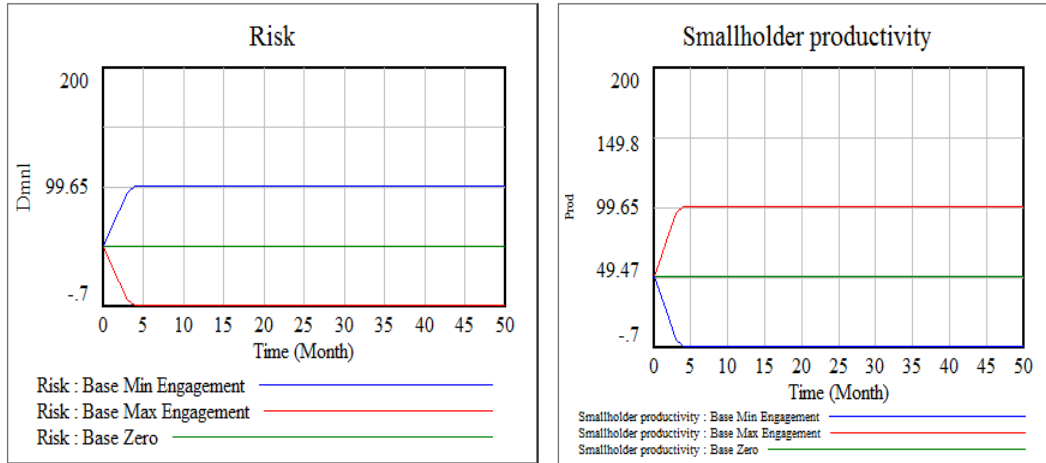 Risk
200
99.65
-.7
Dmnl
0 5 10 15 20 25 30 35 40 45 50
Time (Month)
Risk : Base Min Engagement
Risk : Base Max Engagement
Risk : Base Zero
Smallholder productivity
200
149.8
99.65
49.47
-.7
Prod
0 5 10 15 20 25 30 35 40 45 50
Time (Month)
Smallholder productivity : Base Min Engagement
Smallholder productivity : Base Max Engagement
Smallholder productivity : Base Zero